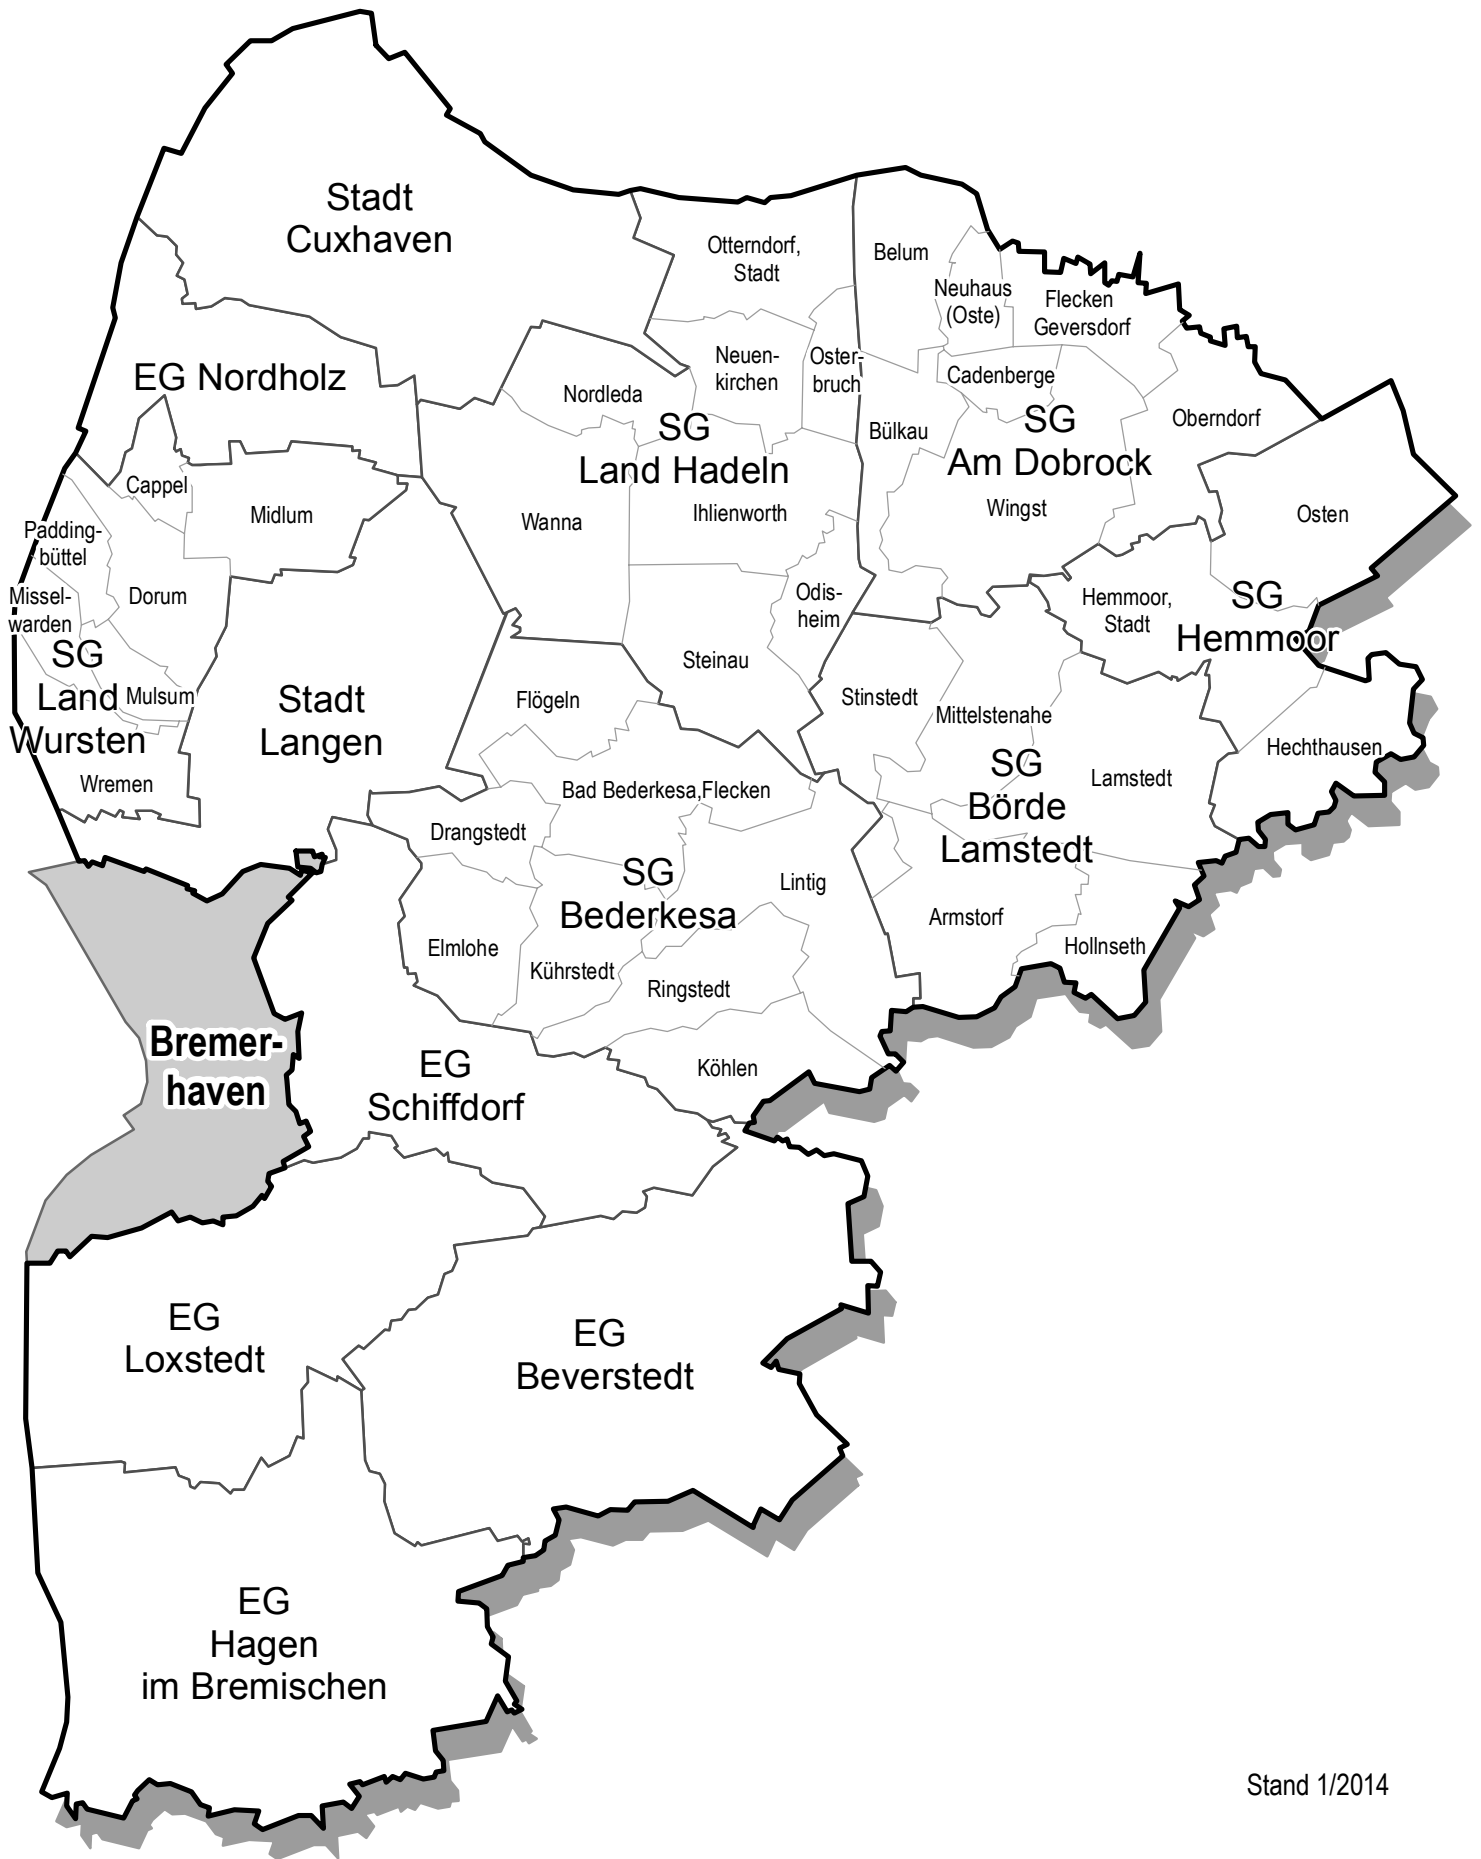 Stadt
Cuxhaven
EG Nordholz
Cappel
Midlum
Padding-
büttel
Dorum
Missel-
warden
SG
Land
Wursten
Mulsum
Wremen
Stadt
Langen
Otterndorf,
Stadt
Neuen-
kirchen
Oster-
bruch
Nordleda
SG
Land Hadeln
Wanna
Ihlienworth
Odis-
heim
Steinau
Belum
Neuhaus
(Oste)
Flecken
Geversdorf
Cadenberge
Bülkau
SG
Am Dobrock
Oberndorf
Wingst
Osten
Hemmoor,
Stadt
SG
Hemmoor
Hechthausen
Stinstedt
Mittelstenahe
SG
Börde
Lamstedt
Lamstedt
Armstorf
Hollnseth
Flögeln
Bad Bederkesa,Flecken
Drangstedt
SG
Bederkesa
Lintig
Elmlohe
Kührstedt
Ringstedt
Köhlen
Bremer-
haven
EG
Schiffdorf
EG
Loxstedt
EG
Beverstedt
EG
Hagen
im Bremischen
Stand 1/2014